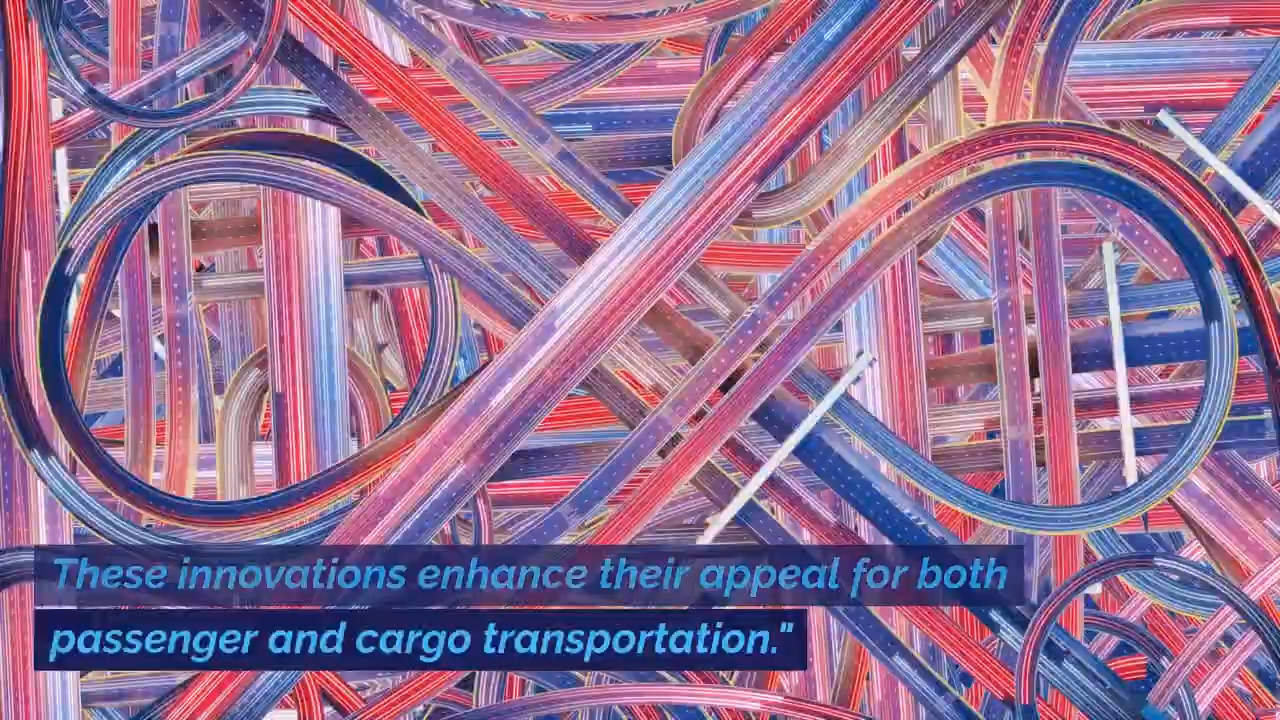 These innovations enhance their appeal for both
passenger and cargo transportation."